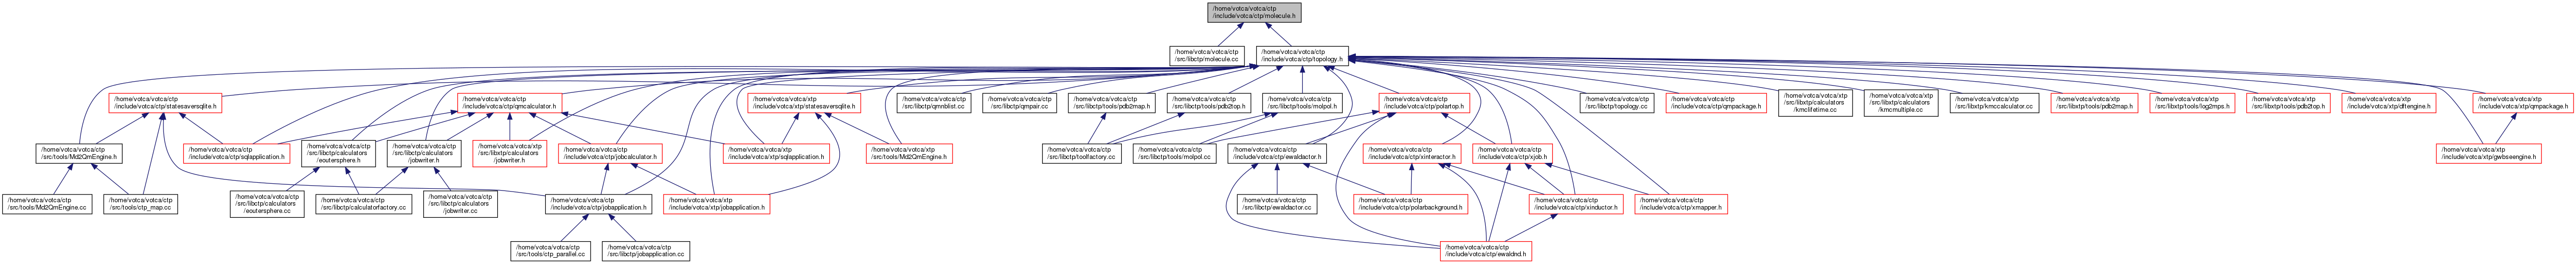 /home/votca/votca/ctp
/include/votca/ctp/molecule.h
/home/votca/votca/ctp
/src/libctp/molecule.cc
/home/votca/votca/ctp
/include/votca/ctp/topology.h
/home/votca/votca/ctp
/include/votca/ctp/statesaversqlite.h
/home/votca/votca/ctp
/include/votca/ctp/qmcalculator.h
/home/votca/votca/xtp
/include/votca/xtp/statesaversqlite.h
/home/votca/votca/ctp
/src/libctp/qmnblist.cc
/home/votca/votca/ctp
/src/libctp/qmpair.cc
/home/votca/votca/ctp
/src/libctp/tools/pdb2map.h
/home/votca/votca/ctp
/src/libctp/tools/pdb2top.h
/home/votca/votca/ctp
/src/libctp/tools/molpol.h
/home/votca/votca/ctp
/include/votca/ctp/polartop.h
/home/votca/votca/ctp
/src/libctp/topology.cc
/home/votca/votca/ctp
/include/votca/ctp/qmpackage.h
/home/votca/votca/xtp
/src/libxtp/calculators
/kmclifetime.cc
/home/votca/votca/xtp
/src/libxtp/calculators
/kmcmultiple.cc
/home/votca/votca/xtp
/src/libxtp/kmccalculator.cc
/home/votca/votca/xtp
/src/libxtp/tools/pdb2map.h
/home/votca/votca/xtp
/src/libxtp/tools/log2mps.h
/home/votca/votca/xtp
/src/libxtp/tools/pdb2top.h
/home/votca/votca/xtp
/include/votca/xtp/dftengine.h
/home/votca/votca/xtp
/include/votca/xtp/qmpackage.h
/home/votca/votca/ctp
/src/tools/Md2QmEngine.h
/home/votca/votca/ctp
/include/votca/ctp/sqlapplication.h
/home/votca/votca/ctp
/src/libctp/calculators
/eoutersphere.h
/home/votca/votca/ctp
/src/libctp/calculators
/jobwriter.h
/home/votca/votca/xtp
/src/libxtp/calculators
/jobwriter.h
/home/votca/votca/ctp
/include/votca/ctp/jobcalculator.h
/home/votca/votca/xtp
/include/votca/xtp/sqlapplication.h
/home/votca/votca/xtp
/src/tools/Md2QmEngine.h
/home/votca/votca/ctp
/src/libctp/toolfactory.cc
/home/votca/votca/ctp
/src/libctp/tools/molpol.cc
/home/votca/votca/ctp
/include/votca/ctp/ewaldactor.h
/home/votca/votca/ctp
/include/votca/ctp/xinteractor.h
/home/votca/votca/ctp
/include/votca/ctp/xjob.h
/home/votca/votca/xtp
/include/votca/xtp/gwbseengine.h
/home/votca/votca/ctp
/src/tools/Md2QmEngine.cc
/home/votca/votca/ctp
/src/tools/ctp_map.cc
/home/votca/votca/ctp
/src/libctp/calculators
/eoutersphere.cc
/home/votca/votca/ctp
/src/libctp/calculatorfactory.cc
/home/votca/votca/ctp
/src/libctp/calculators
/jobwriter.cc
/home/votca/votca/ctp
/include/votca/ctp/jobapplication.h
/home/votca/votca/xtp
/include/votca/xtp/jobapplication.h
/home/votca/votca/ctp
/src/libctp/ewaldactor.cc
/home/votca/votca/ctp
/include/votca/ctp/polarbackground.h
/home/votca/votca/ctp
/include/votca/ctp/xinductor.h
/home/votca/votca/ctp
/include/votca/ctp/xmapper.h
/home/votca/votca/ctp
/src/tools/ctp_parallel.cc
/home/votca/votca/ctp
/src/libctp/jobapplication.cc
/home/votca/votca/ctp
/include/votca/ctp/ewaldnd.h